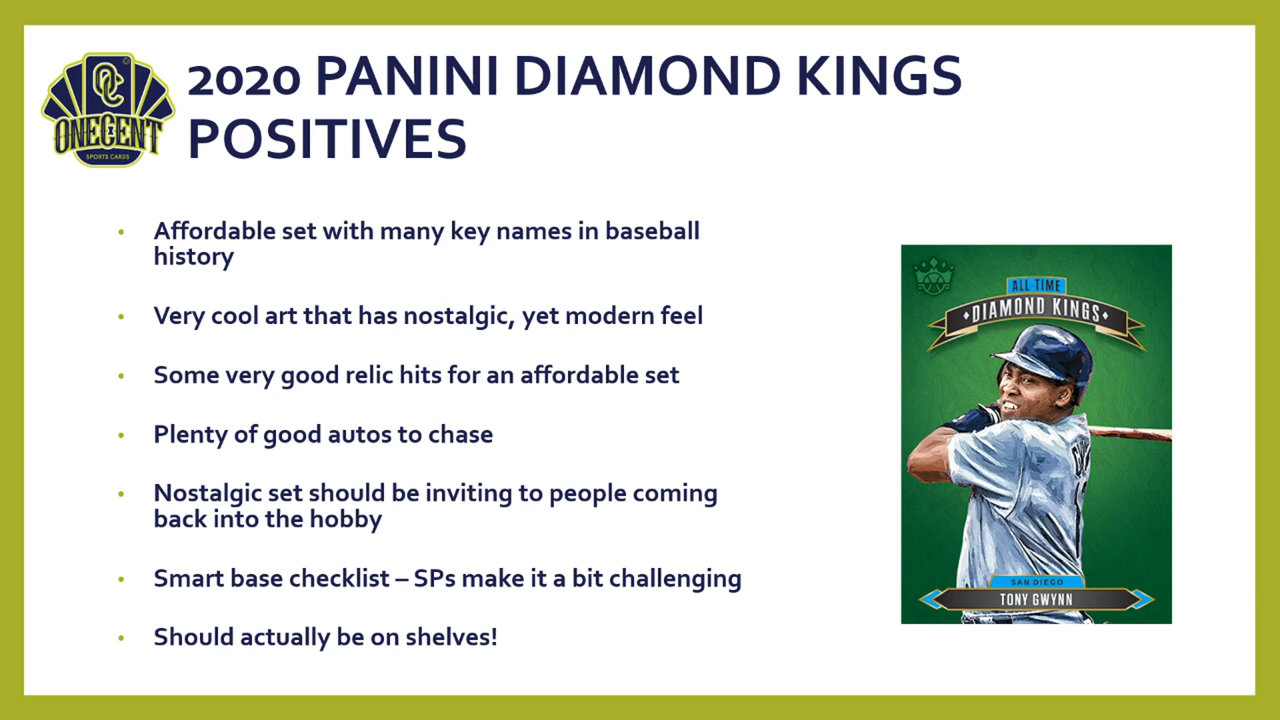 2020 PANINI DIAMOND KINGS
POSITIVES
ONECENT
SPORTS CARDS
• Affordable set with many key names in baseball
history
• Very cool art that has nostalgic, yet modern feel
• Some very good relic hits for an affordable set
• Plenty of good autos to chase
• Nostalgic set should be inviting to people coming
back into the hobby
• Smart base checklist – SPs make it a bit challenging
• Should actually be on shelves!
ALL-TIME
DIAMOND KINGS
SAN DIEGO
TONY GWYNN